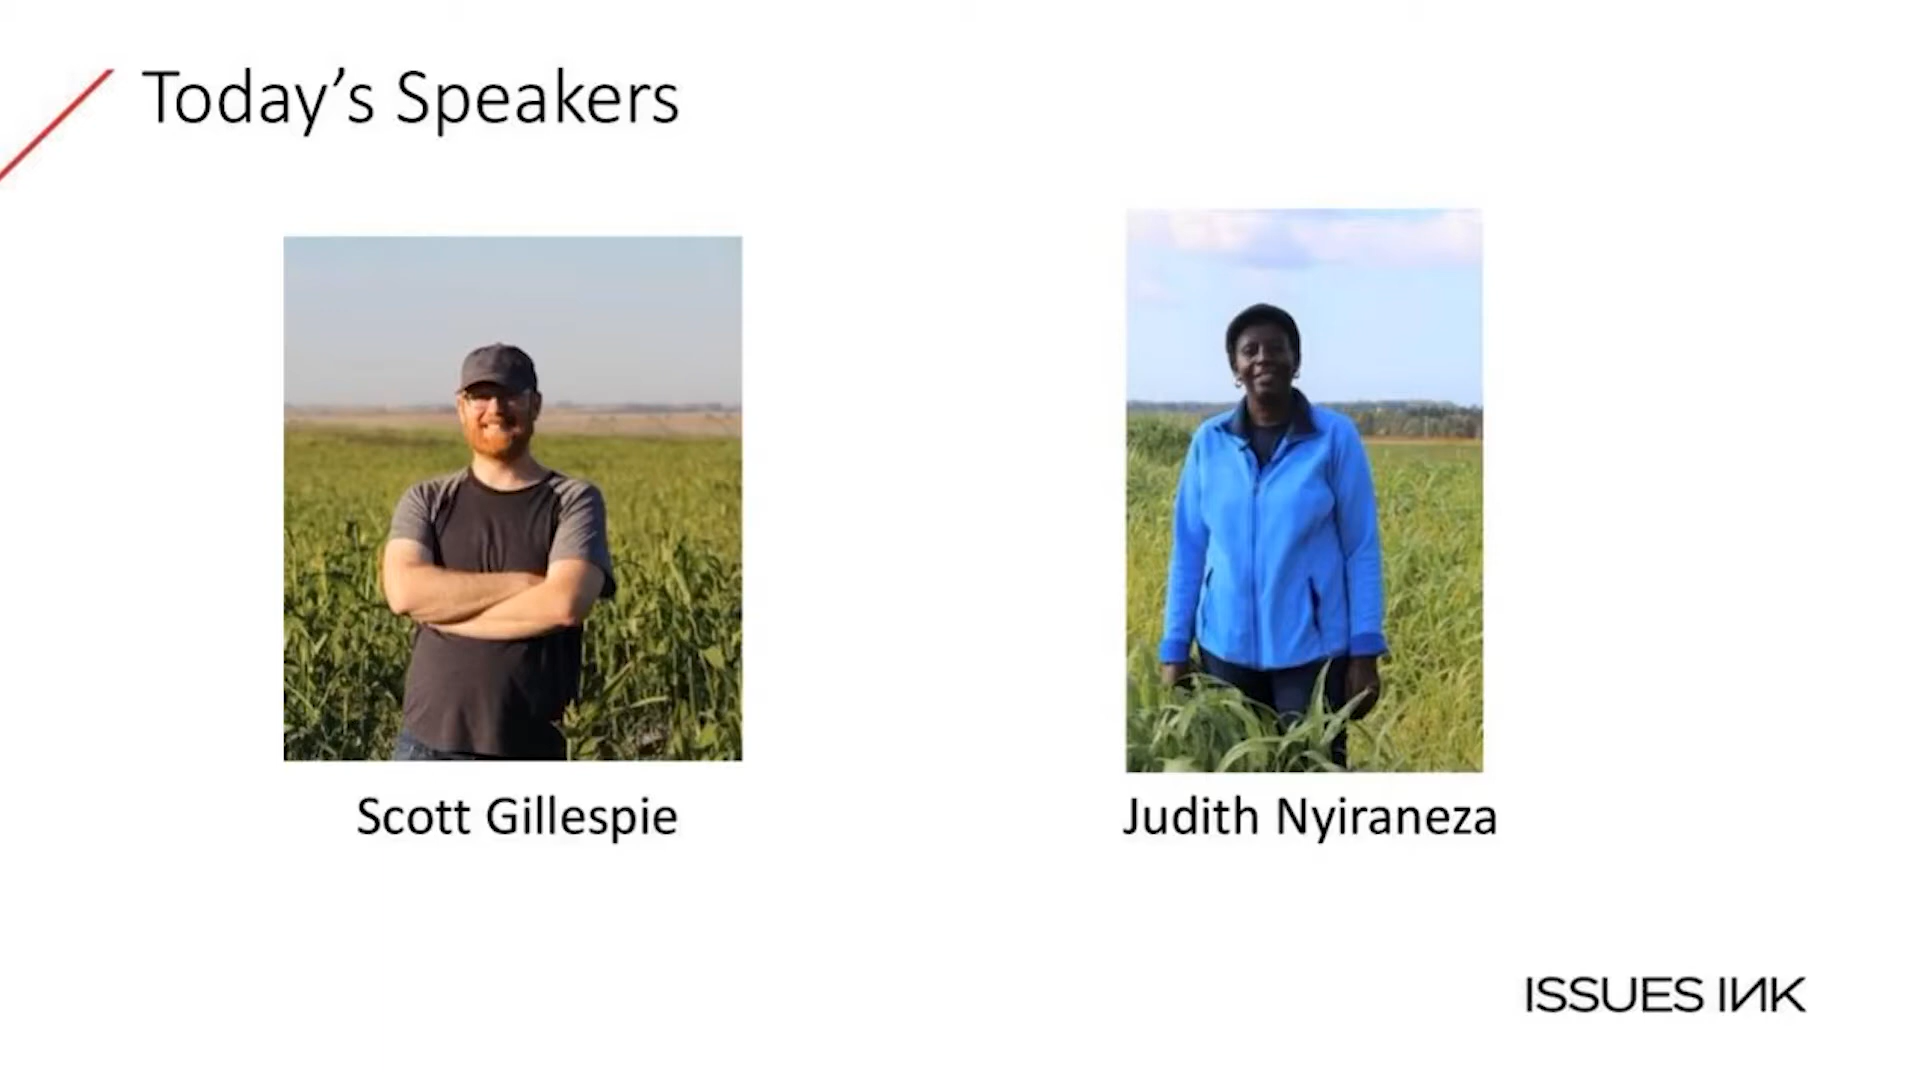 Today’s Speakers
Scott Gillespie
Judith Nyiraneza
ISSUES INK